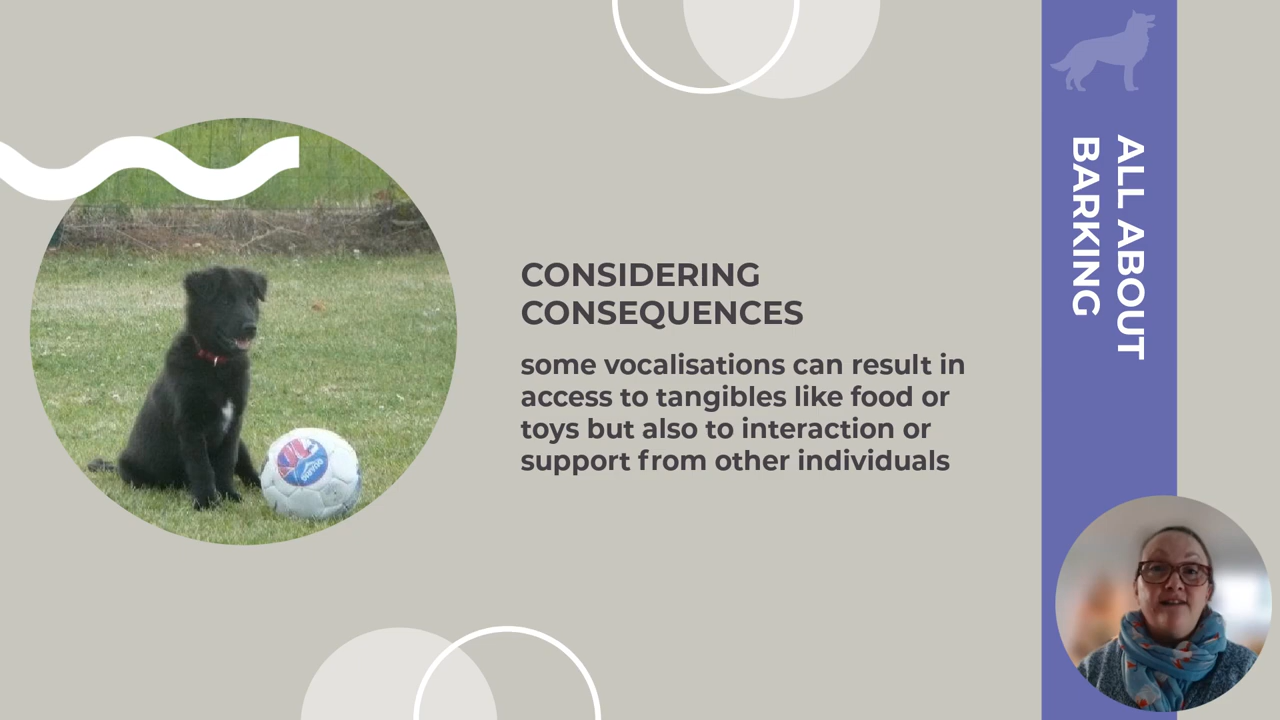 CONSIDERING
CONSEQUENCES
some vocalisations can result in
access to tangibles like food or
toys but also to interaction or
support from other individuals
ALL ABOUT
BARKING